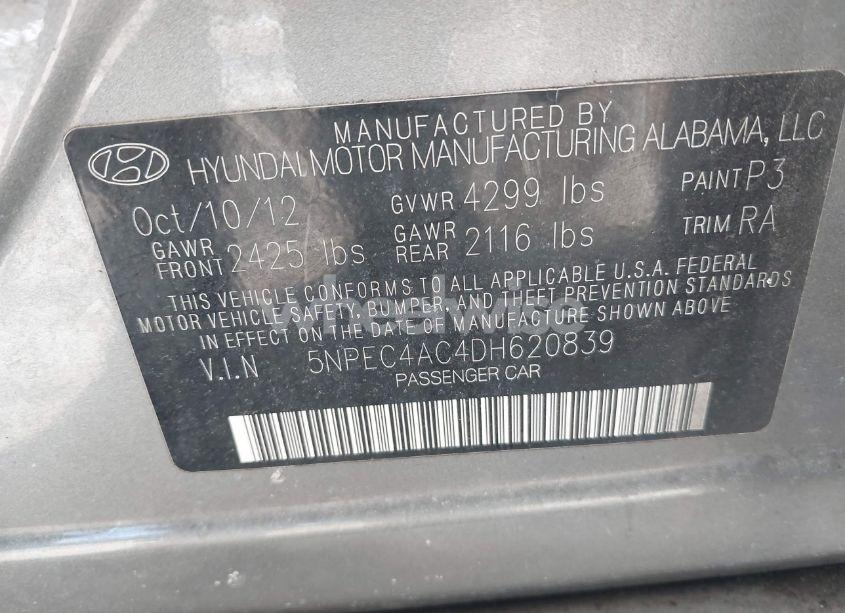 MANUFACTURED BY
HYUNDAI MOTOR MANUFACTURING ALABAMA, LLC
Oct/10/12 GVWR 4299 lbs PAINT P3
GAWR FRONT 2425 lbs GAWR REAR 2116 lbs TRIM RA
THIS VEHICLE CONFORMS TO ALL APPLICABLE U.S.A. FEDERAL
MOTOR VEHICLE SAFETY, BUMPER, AND THEFT PREVENTION STANDARDS
IN EFFECT ON THE DATE OF MANUFACTURE SHOWN ABOVE
V.I.N 5NPEC4AC4DH620839
PASSENGER CAR